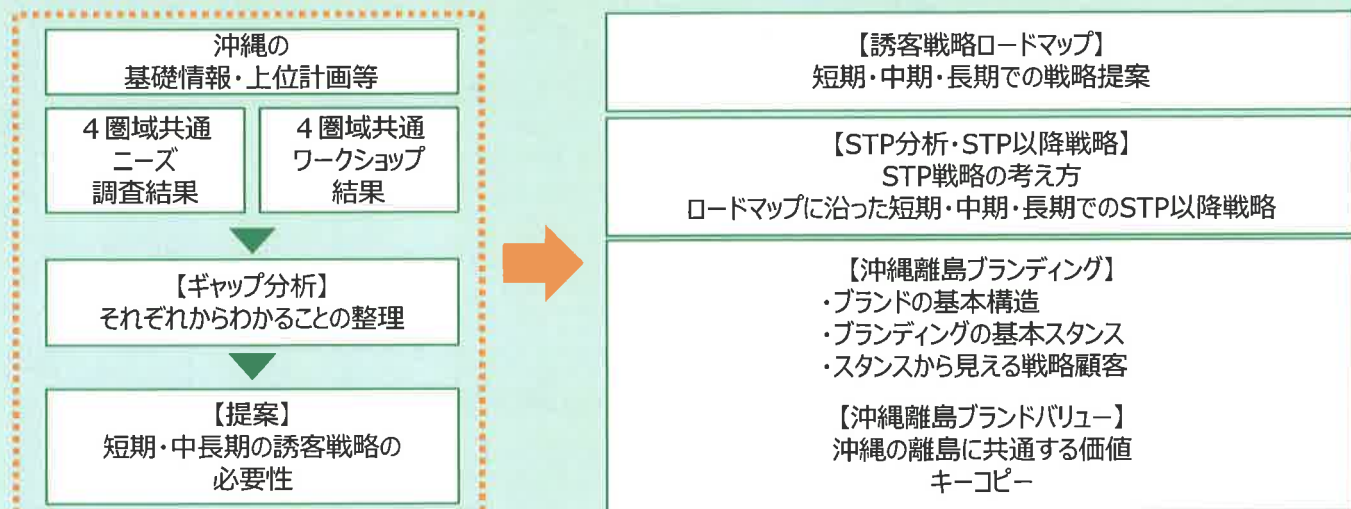 沖縄の
基礎情報・上位計画等
４圏域共通
ニーズ
調査結果
４圏域共通
ワークショップ
結果
【ギャップ分析】
それぞれからわかることの整理
【提案】
短期・中長期の誘客戦略の
必要性
【誘客戦略ロードマップ】
短期・中期・長期での戦略提案
【STP分析・STP以降戦略】
STP戦略の考え方
ロードマップに沿った短期・中期・長期でのSTP以降戦略
【沖縄離島ブランディング】
・ブランドの基本構造
・ブランディングの基本スタンス
・スタンスから見える戦略顧客
【沖縄離島ブランドバリュー】
沖縄の離島に共通する価値
キーコピー